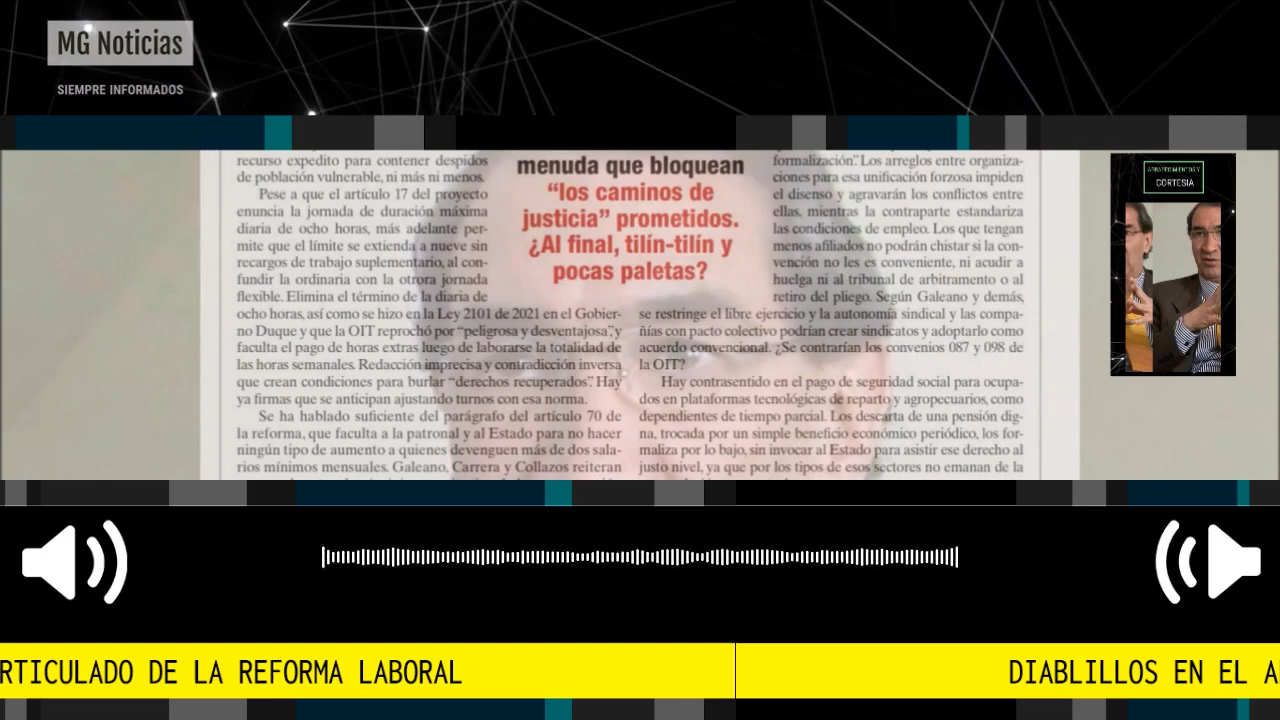 MG Noticias
SIEMPRE INFORMADOS
recurso expedito para contener despidos
de población vulnerable, ni más ni menos.
Pese a que el artículo 17 del proyecto
enuncia la jornada de duración máxima
diaria de ocho horas, más adelante per-
mite que el límite se extienda a nueve sin
recargos de trabajo suplementario, al con-
fundir la ordinaria con la otrora jornada
flexible. Elimina el término de la diaria de
ocho horas, así como se hizo en la Ley 2101 de 2021 en el Gobier-
no Duque y que la OIT reprochó por “peligrosa y desventajosa”, y
faculta el pago de horas extras luego de laborarse la totalidad de
las horas semanales. Redacción imprecisa y contradicción inversa
que crean condiciones para burlar “derechos recuperados”. Hay
ya firmas que se anticipan ajustando turnos con esa norma.
Se ha hablado suficiente del parágrafo del artículo 70 de
la reforma, que faculta a la patronal y al Estado para no hacer
ningún tipo de aumento a quienes devenguen más de dos sala-
rios mínimos mensuales. Galeano, Carrera y Collazos reiteran
menuda que bloquean
“los caminos de
justicia” prometidos.
¿Al final, tilín-tilín y
pocas paletas?
formalización”. Los arreglos entre organiza-
ciones para esa unificación forzosa impiden
el disenso y agravarán los conflictos entre
ellas, mientras la contraparte estandariza
las condiciones de empleo. Los que tengan
menos afiliados no podrán chistar si la con-
vención no les es conveniente, ni acudir a
huelga ni al tribunal de arbitramento o al
retiro del pliego. Según Galeano y demás,
se restringe el libre ejercicio y la autonomía sindical y las compa-
ñías con pacto colectivo podrían crear sindicatos y adoptarlo como
acuerdo convencional. ¿Se contrarían los convenios 087 y 098 de
la OIT?
Hay contrasentido en el pago de seguridad social para ocupa-
dos en plataformas tecnológicas de reparto y agropecuarios, como
dependientes de tiempo parcial. Los descarta de una pensión dig-
na, trocada por un simple beneficio económico periódico, los for-
maliza por lo bajo, sin invocar al Estado para asistir ese derecho al
justo nivel, ya que por los tipos de esos sectores no emanan de la
AGRADECIMIENTOS Y
CORTESIA
RTICULADO DE LA REFORMA LABORAL
DIABLILLOS EN EL A